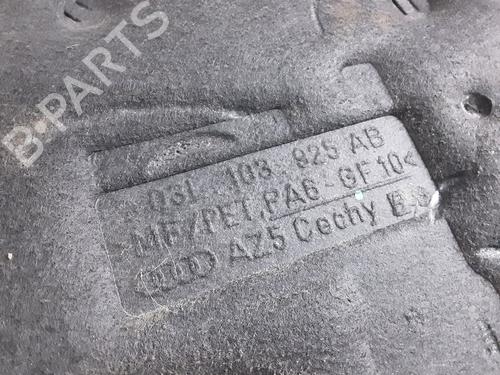 B-PARTS
03L 103 925 AB
>MF/PET,PA6-GF10<
AZ5 Cechy B